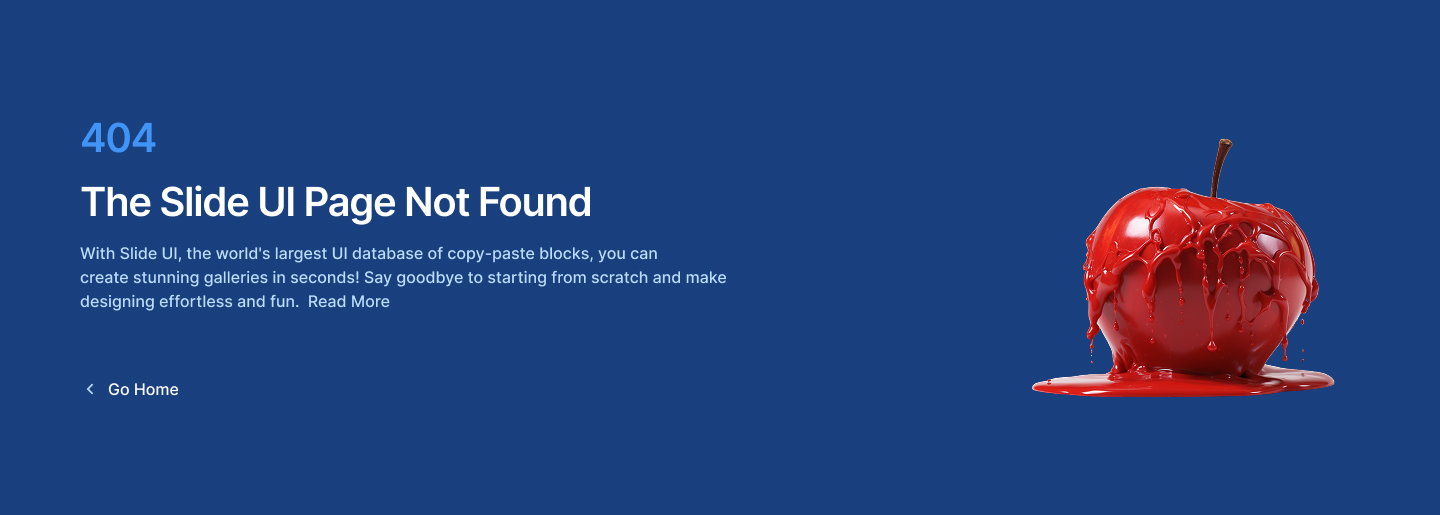 404
The Slide UI Page Not Found
With Slide UI, the world's largest UI database of copy-paste blocks, you can
create stunning galleries in seconds! Say goodbye to starting from scratch and make
designing effortless and fun.  Read More
Go Home